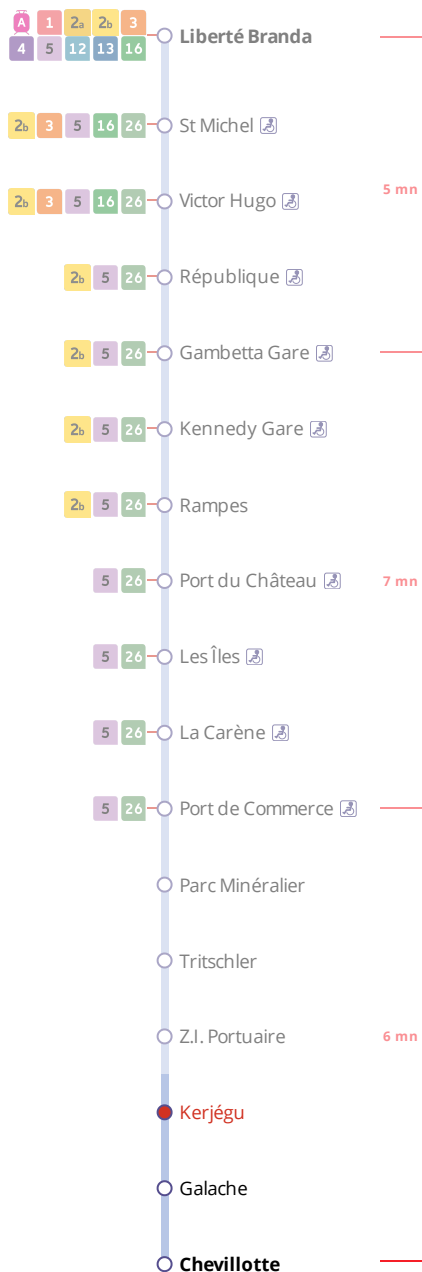 A 1 2a 2b 3
4 5 12 13 16
Liberté Branda
2b 3 5 16 26 St Michel
5 mn
2b 3 5 16 26 Victor Hugo
2b 5 26 République
2b 5 26 Gambetta Gare
2b 5 26 Kennedy Gare
2b 5 26 Rampes
5 26 Port du Château 7 mn
5 26 Les Îles
5 26 La Carène
5 26 Port de Commerce
Parc Minéralier
Tritschler
Z.I. Portuaire 6 mn
Kerjégu
Galache
Chevillotte